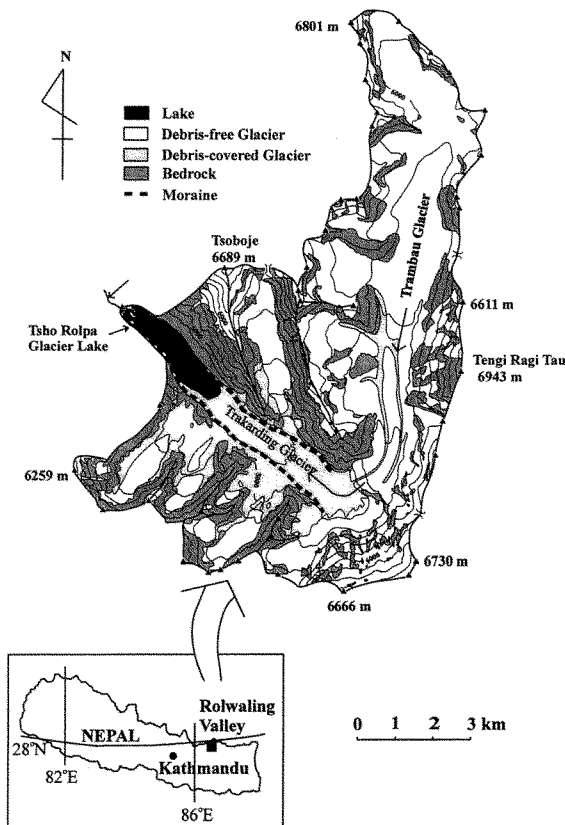 6801 m
N
6000
Lake
Debris-free Glacier
Debris-covered Glacier
Bedrock
Moraine
Trambau Glacier
Tsoboje
6689 m
6611 m
Tsho Rolpa
Glacier Lake
Tengi Ragi Tau
6943 m
Trakarding Glacier
6259 m
6730 m
6666 m
Rolwaling
Valley
NEPAL
28°N
82°E
Kathmandu
86°E
0 1 2 3 km